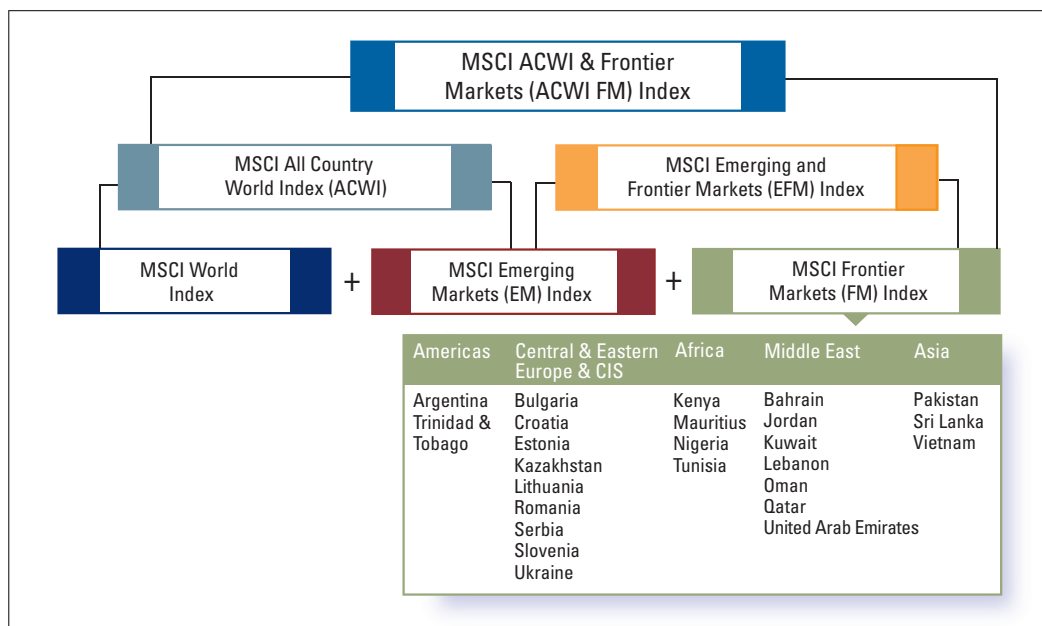 MSCI ACWI & Frontier
Markets (ACWI FM) Index
MSCI All Country
World Index (ACWI)
MSCI Emerging and
Frontier Markets (EFM) Index
MSCI World
Index
+
MSCI Emerging
Markets (EM) Index
+
MSCI Frontier
Markets (FM) Index
Americas
Argentina
Trinidad &
Tobago
Central & Eastern
Europe & CIS
Bulgaria
Croatia
Estonia
Kazakhstan
Lithuania
Romania
Serbia
Slovenia
Ukraine
Africa
Kenya
Mauritius
Nigeria
Tunisia
Middle East
Bahrain
Jordan
Kuwait
Lebanon
Oman
Qatar
United Arab Emirates
Asia
Pakistan
Sri Lanka
Vietnam